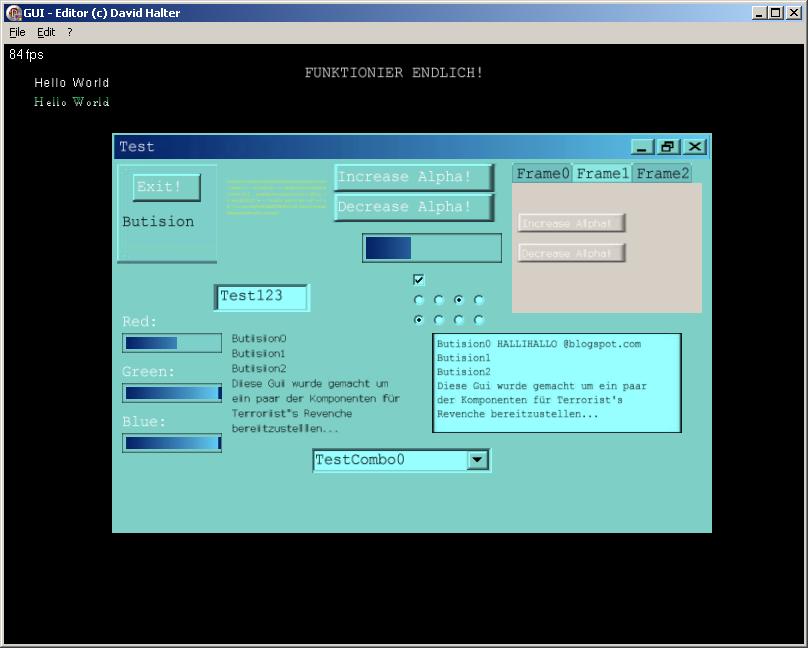 GUI - Editor (c) David Halter
File Edit ?
84 fps
FUNKTIONIER ENDLICH!
Hello World
Hello World
Test
Exit!
Butision
Increase Alpha!
Decrease Alpha!
Frame0 Frame1 Frame2
Increase Alpha!
Decrease Alpha!
Test123
Red:
Green:
Blue:
Butision0
Butision1
Butision2
Diese Gui wurde gemacht um
ein paar der Komponenten für
Terrorist"s Revenche
bereitzustellen...
Butision0 HALLIHALLO @blogspot.com
Butision1
Butision2
Diese Gui wurde gemacht um ein paar
der Komponenten für Terrorist's
Revenche bereitzustellen...
TestCombo0